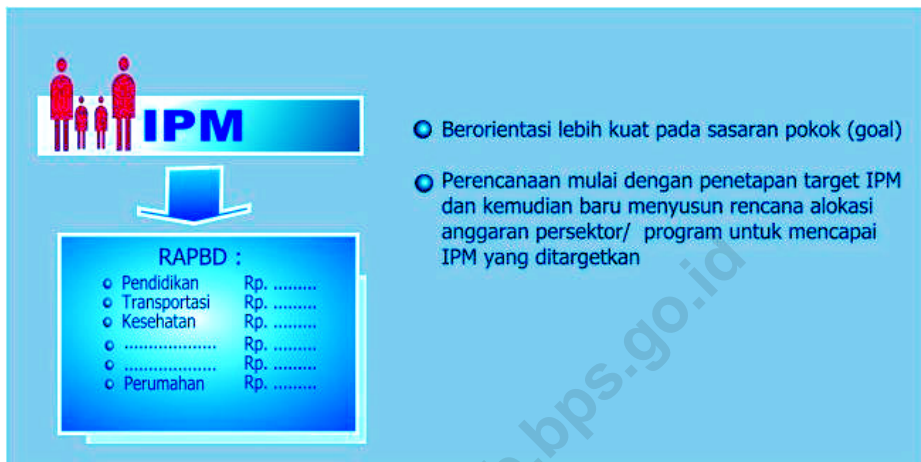 IPM
RAPBD :
Pendidikan Rp. .........
Transportasi Rp. .........
Kesehatan Rp. .........
................... Rp. .........
................... Rp. .........
Perumahan Rp. .........
Berorientasi lebih kuat pada sasaran pokok (goal)
Perencanaan mulai dengan penetapan target IPM
dan kemudian baru menyusun rencana alokasi
anggaran persektor/ program untuk mencapai
IPM yang ditargetkan
.bps.go.id